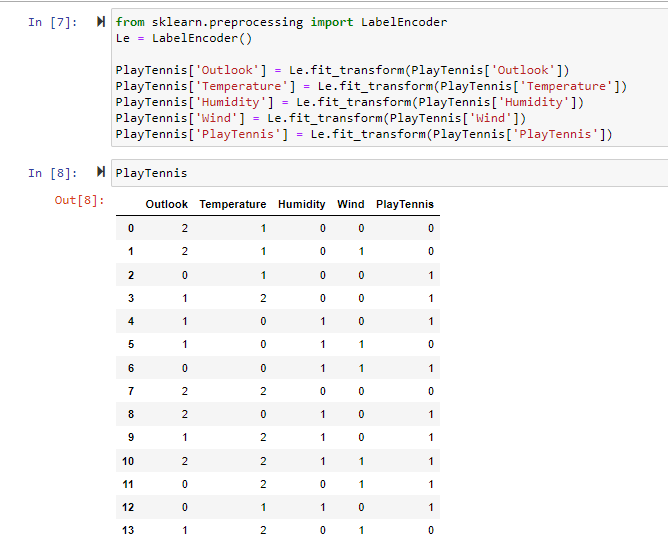 In [7]: from sklearn.preprocessing import LabelEncoder
Le = LabelEncoder()
PlayTennis['Outlook'] = Le.fit_transform(PlayTennis['Outlook'])
PlayTennis['Temperature'] = Le.fit_transform(PlayTennis['Temperature'])
PlayTennis['Humidity'] = Le.fit_transform(PlayTennis['Humidity'])
PlayTennis['Wind'] = Le.fit_transform(PlayTennis['Wind'])
PlayTennis['PlayTennis'] = Le.fit_transform(PlayTennis['PlayTennis'])
In [8]: PlayTennis
Out[8]:
Outlook Temperature Humidity Wind PlayTennis
0 2 1 0 0 0
1 2 1 0 1 0
2 0 1 0 0 1
3 1 2 0 0 1
4 1 0 1 0 1
5 1 0 1 1 0
6 0 0 1 1 1
7 2 2 0 0 0
8 2 0 1 0 1
9 1 2 1 0 1
10 2 2 1 1 1
11 0 2 0 1 1
12 0 1 1 0 1
13 1 2 0 1 0